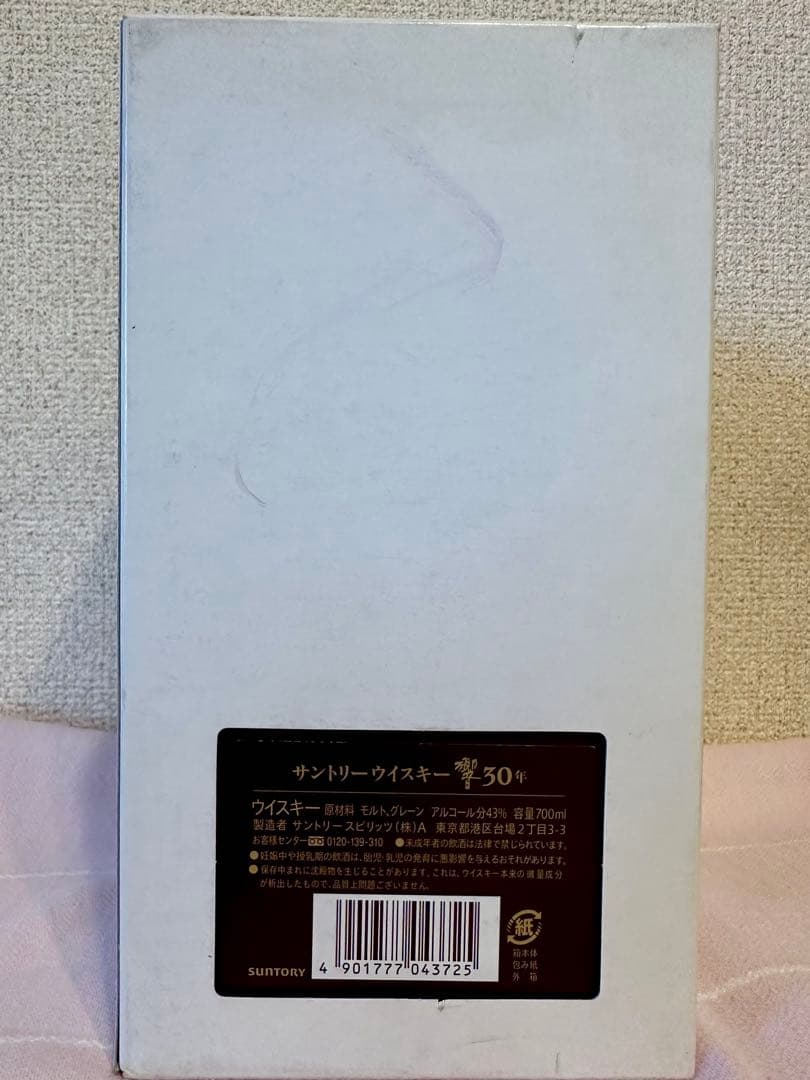 サントリーウイスキー 響 30年
ウイスキー 原材料 モルト、グレーン アルコール分43% 容量700ml
製造者 サントリースピリッツ(株)A 東京都港区台場2丁目3-3
お客様センター 0120-139-310 ●未成年者の飲酒は法律で禁じられています。
●妊娠中や授乳期の飲酒は、胎児・乳児の発育に悪影響を与えるおそれがあります。
●保存中まれに沈殿物を生じることがあります。これは、ウイスキー本来の微量成分
が析出したもので、品質上問題ございません。
紙
箱本体
包み紙
外 箱
SUNTORY
4 901777 043725